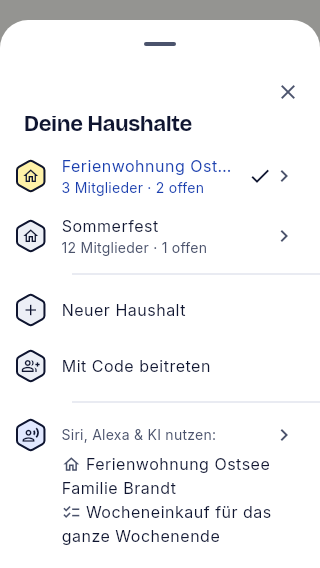 Deine Haushalte
Ferienwohnung Ost...
3 Mitglieder · 2 offen
Sommerfest
12 Mitglieder · 1 offen
Neuer Haushalt
Mit Code beitreten
Siri, Alexa & KI nutzen:
Ferienwohnung Ostsee
Familie Brandt
Wocheneinkauf für das
ganze Wochenende